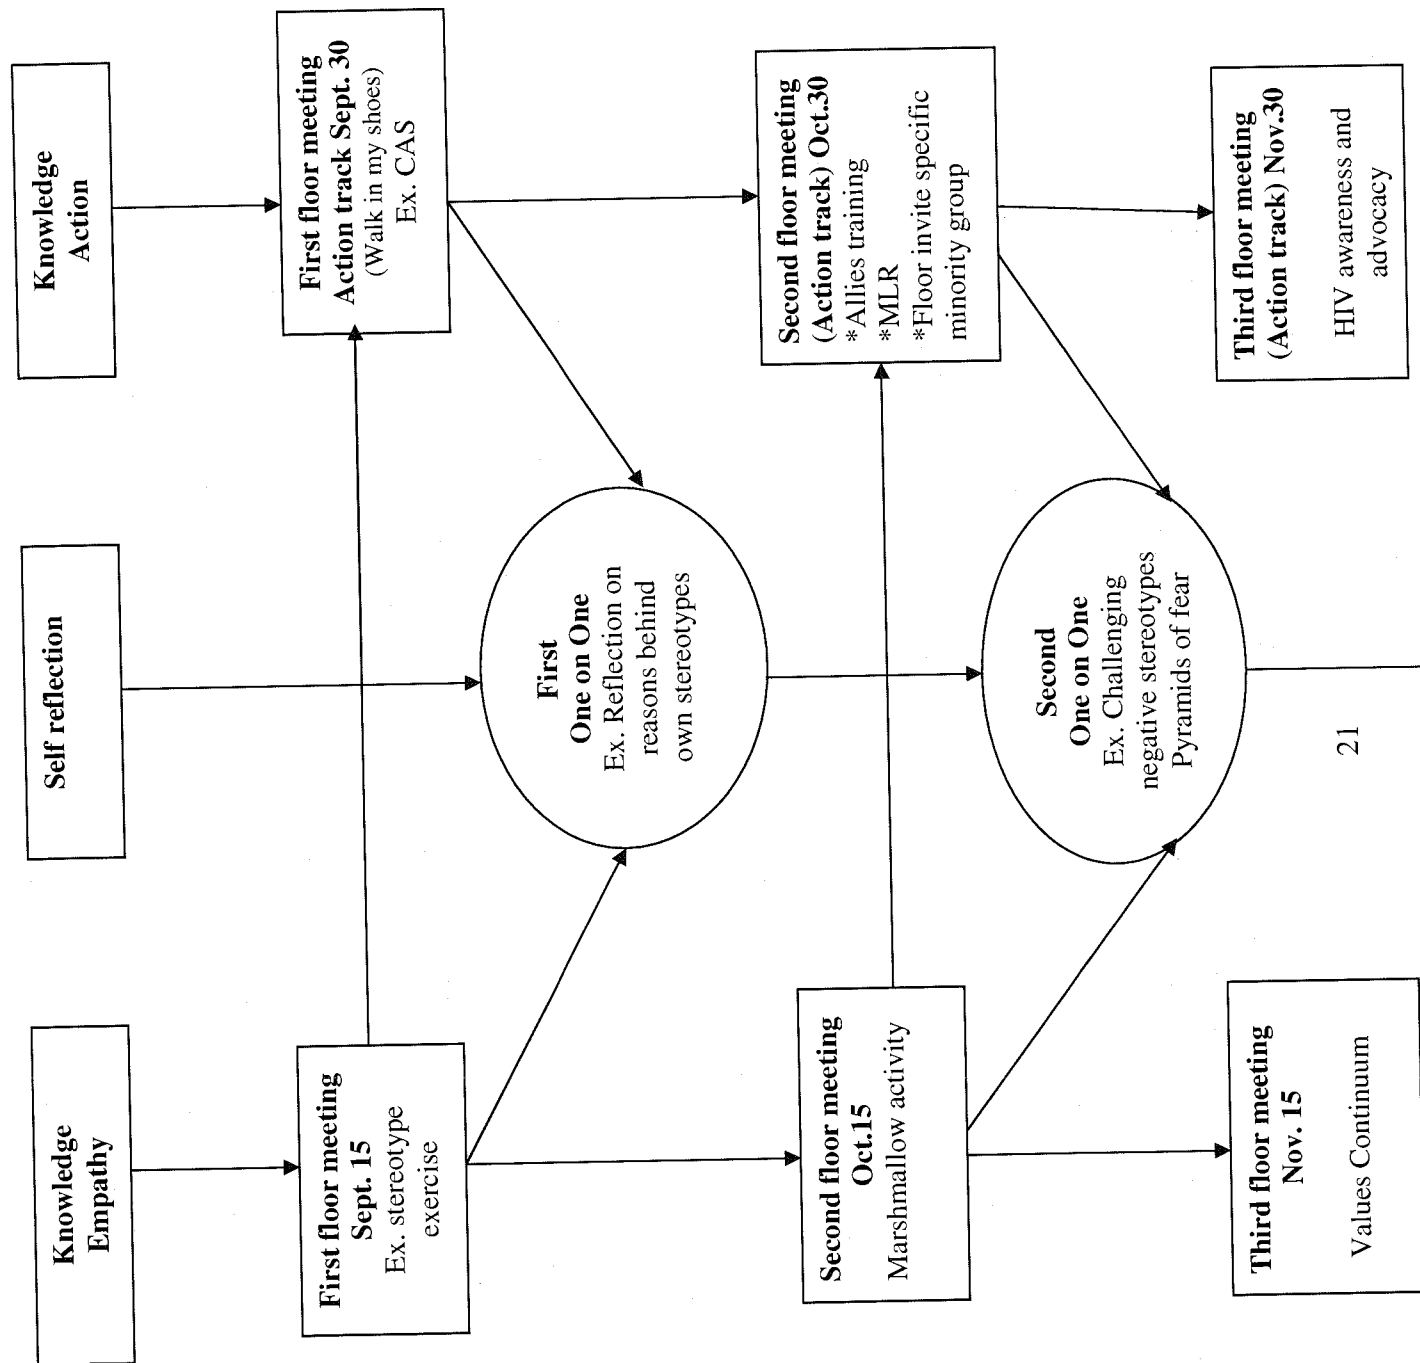 Knowledge
Empathy
Self reflection
Knowledge
Action
First floor meeting
Sept. 15
Ex. stereotype
exercise
First floor meeting
Action track Sept. 30
(Walk in my shoes)
Ex. CAS
First
One on One
Ex. Reflection on
reasons behind
own stereotypes
Second floor meeting
Oct.15
Marshmallow activity
Second floor meeting
(Action track) Oct.30
*Allies training
*MLR
*Floor invite specific
minority group
Second
One on One
Ex. Challenging
negative stereotypes
Pyramids of fear
Third floor meeting
Nov. 15
Values Continuum
Third floor meeting
(Action track) Nov.30
HIV awareness and
advocacy
21